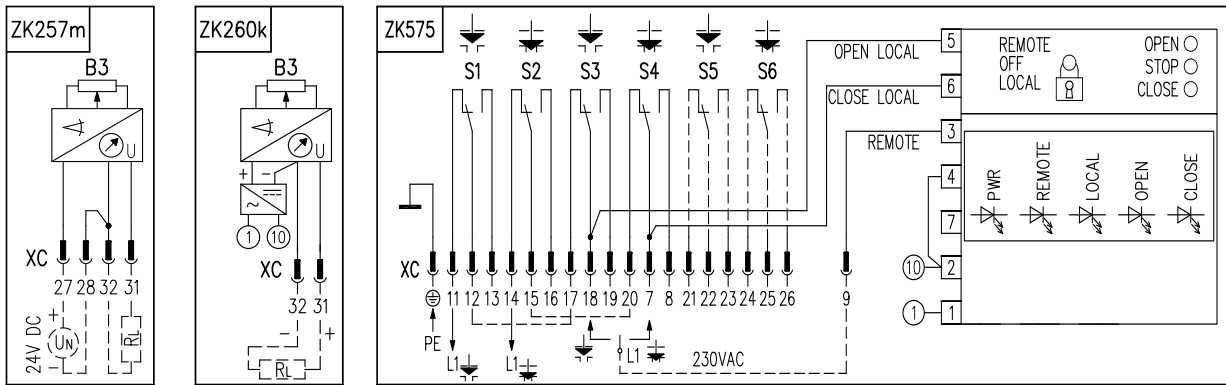 ZK257m
B3
U
XC
27 28 32 31
24V DC
+
UN
−
RL
ZK260k
B3
U
+ −
~
1 10
XC
32 31
− +
RL
ZK575
S1 S2 S3 S4 S5 S6
OPEN LOCAL
CLOSE LOCAL
REMOTE
XC
11 12 13 14 15 16 17 18 19 20 7 8 21 22 23 24 25 26 9
PE
L1 L1 L1
230VAC
5
6
3
4
7
2
1
10
1
REMOTE
OFF
LOCAL
OPEN
STOP
CLOSE
PWR
REMOTE
LOCAL
OPEN
CLOSE